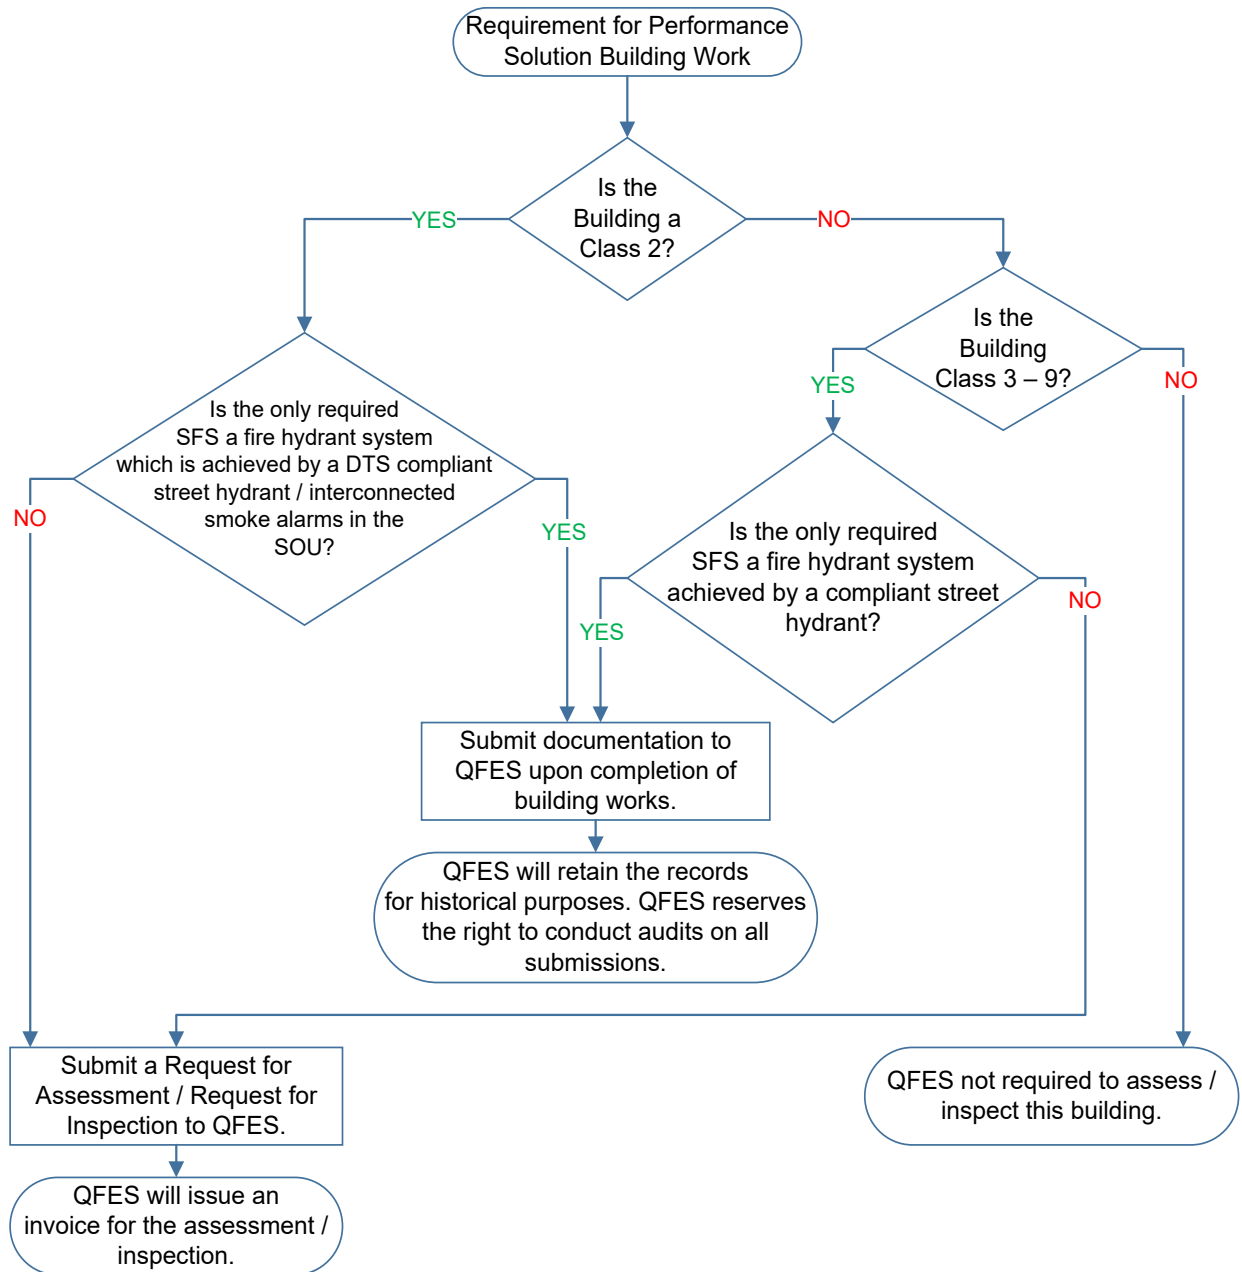 Requirement for Performance
Solution Building Work
Is the
Building a
Class 2?
YES
NO
Is the
Building
Class 3 – 9?
YES
NO
Is the only required
SFS a fire hydrant system
which is achieved by a DTS compliant
street hydrant / interconnected
smoke alarms in the
SOU?
NO
YES
Is the only required
SFS a fire hydrant system
achieved by a compliant street
hydrant?
YES
NO
Submit documentation to
QFES upon completion of
building works.
QFES will retain the records
for historical purposes. QFES reserves
the right to conduct audits on all
submissions.
Submit a Request for
Assessment / Request for
Inspection to QFES.
QFES not required to assess /
inspect this building.
QFES will issue an
invoice for the assessment /
inspection.